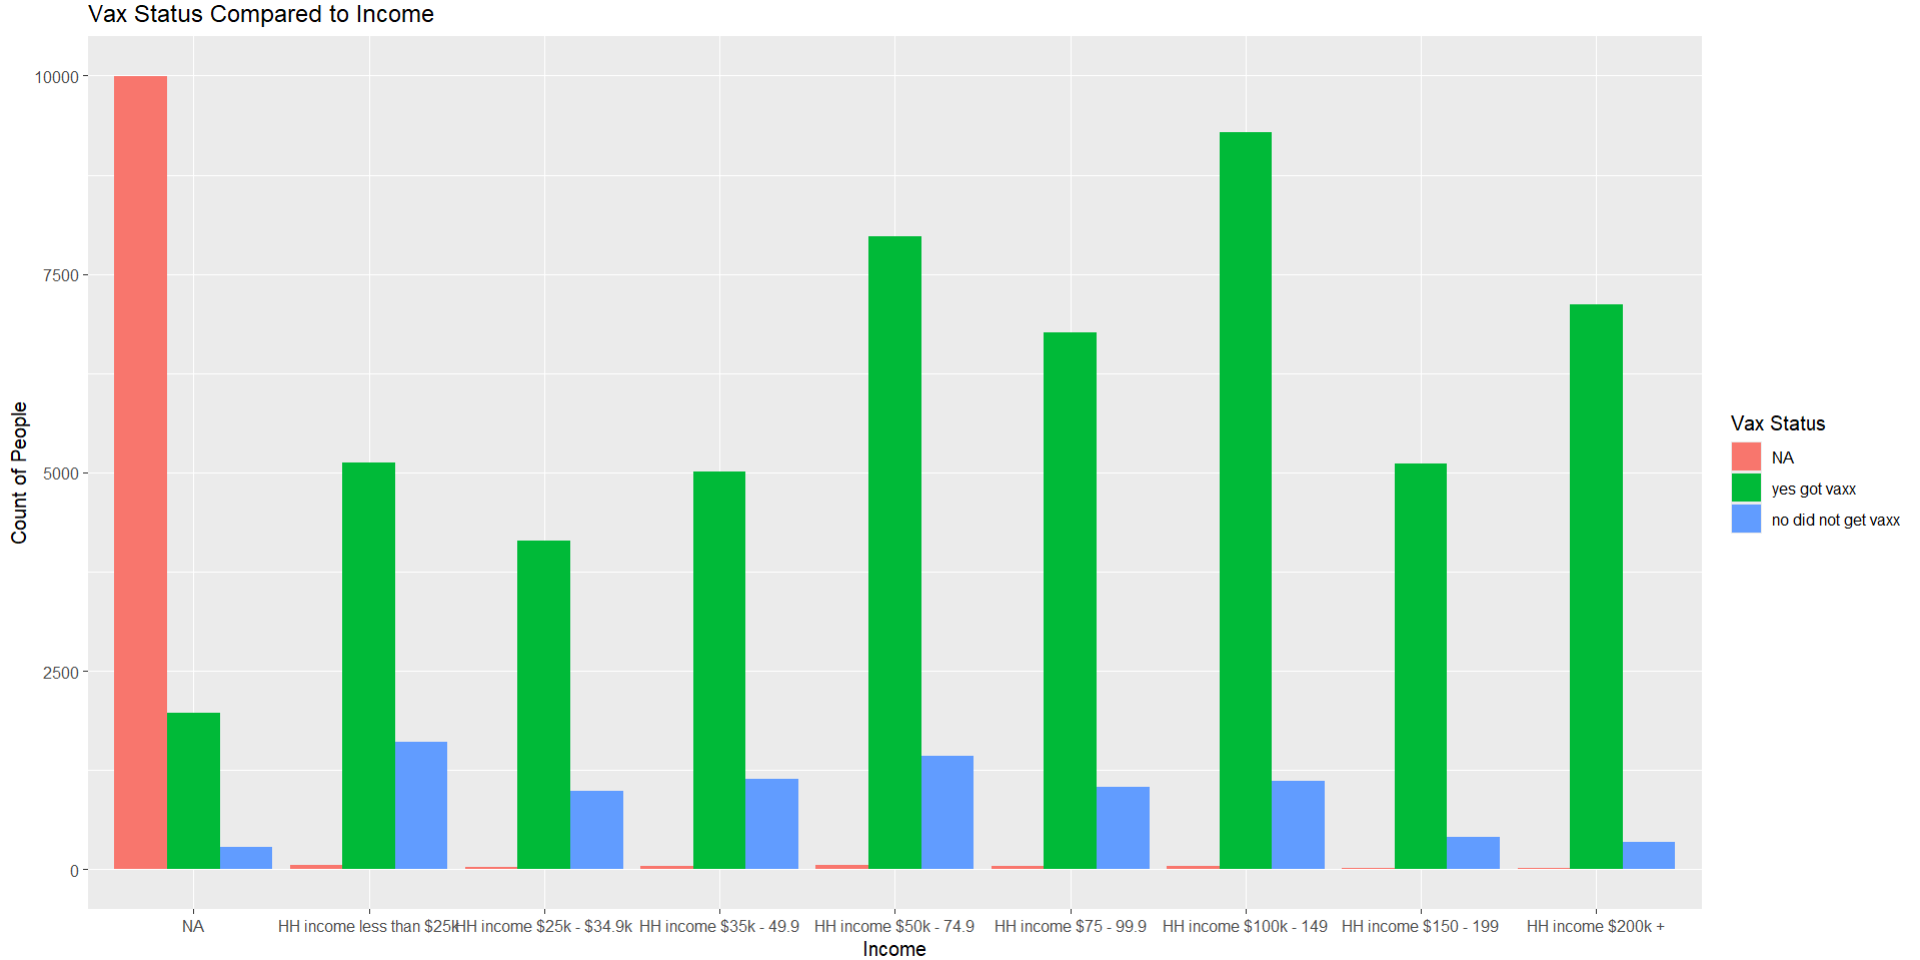 Vax Status Compared to Income
Count of People
10000
7500
5000
2500
0
NA
HH income less than $25k
HH income $25k - $34.9k
HH income $35k - 49.9
HH income $50k - 74.9
HH income $75 - 99.9
HH income $100k - 149
HH income $150 - 199
HH income $200k +
Income
Vax Status
NA
yes got vaxx
no did not get vaxx